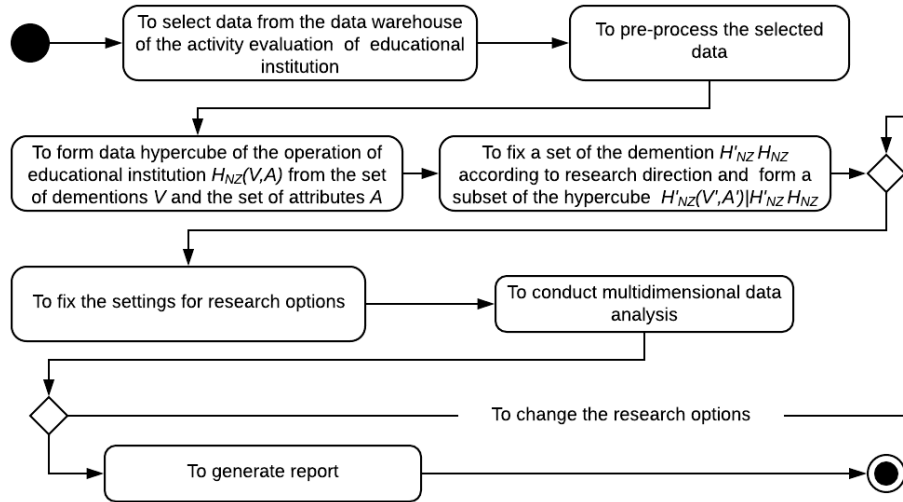 To select data from the data warehouse
of the activity evaluation of educational
institution
To pre-process the selected
data
To form data hypercube of the operation of
educational institution H_NZ(V,A) from the set
of dementions V and the set of attributes A
To fix a set of the demention H'_NZ H_NZ
according to research direction and form a
subset of the hypercube H'_NZ(V',A')|H'_NZ H_NZ
To fix the settings for research options
To conduct multidimensional data
analysis
To change the research options
To generate report